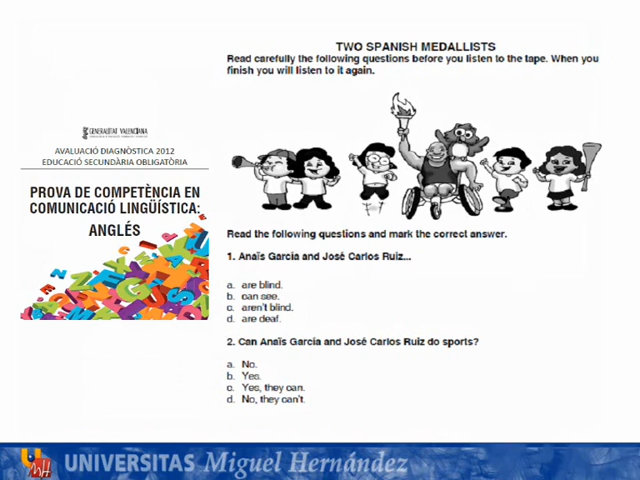 GENERALITAT VALENCIANA
AVALUACIÓ DIAGNÒSTICA 2012
EDUCACIÓ SECUNDÀRIA OBLIGATÒRIA
PROVA DE COMPETÈNCIA EN
COMUNICACIÓ LINGÜÍSTICA:
ANGLÉS
TWO SPANISH MEDALLISTS
Read carefully the following questions before you listen to the tape. When you
finish you will listen to it again.
Read the following questions and mark the correct answer.
1. Anaïs Garcia and José Carlos Ruiz...
a. are blind.
b. can see.
c. aren't blind.
d. are deaf.
2. Can Anaïs Garcia and José Carlos Ruiz do sports?
a. No.
b. Yes.
c. Yes, they can.
d. No, they can't.
UNIVERSITAS Miguel Hernández